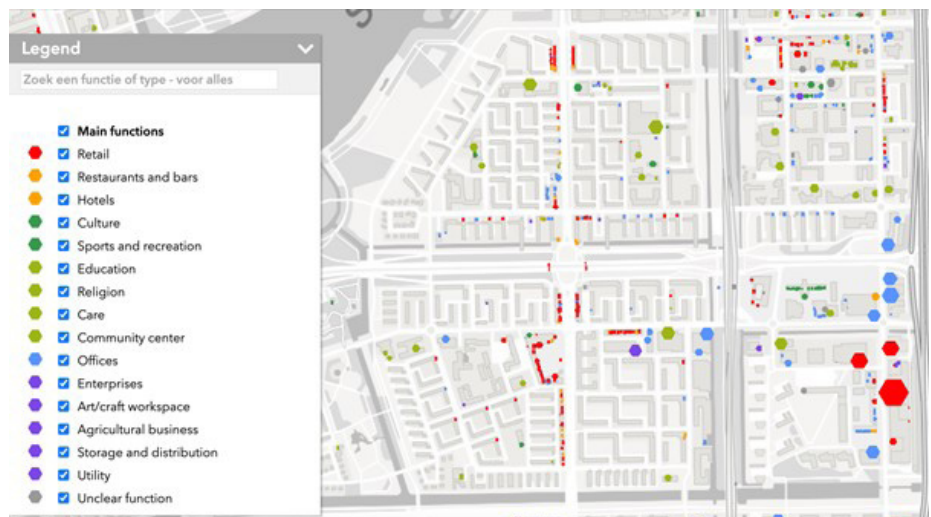 Legend
Zoek een functie of type - voor alles
Main functions
Retail
Restaurants and bars
Hotels
Culture
Sports and recreation
Education
Religion
Care
Community center
Offices
Enterprises
Art/craft workspace
Agricultural business
Storage and distribution
Utility
Unclear function